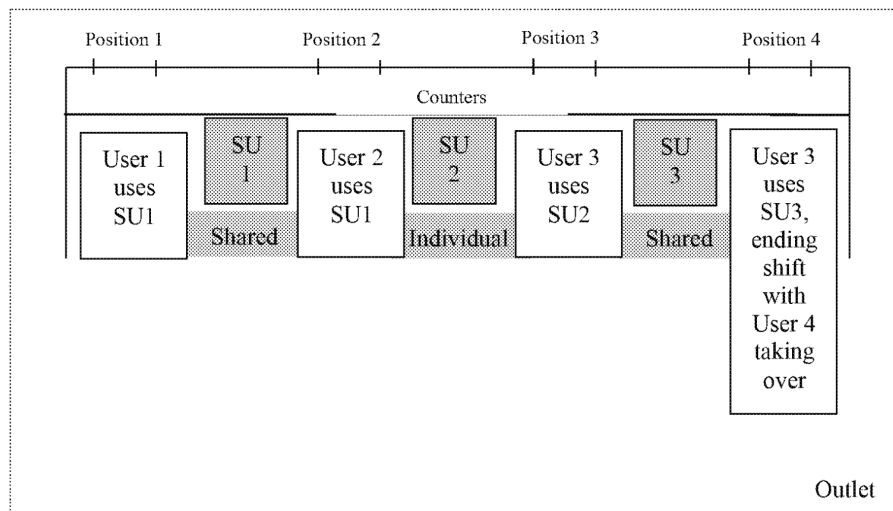 Position 1
Position 2
Position 3
Position 4
Counters
User 1
uses
SU1
SU
1
Shared
User 2
uses
SU1
SU
2
Individual
User 3
uses
SU2
SU
3
Shared
User 3
uses
SU3,
ending
shift
with
User 4
taking
over
Outlet